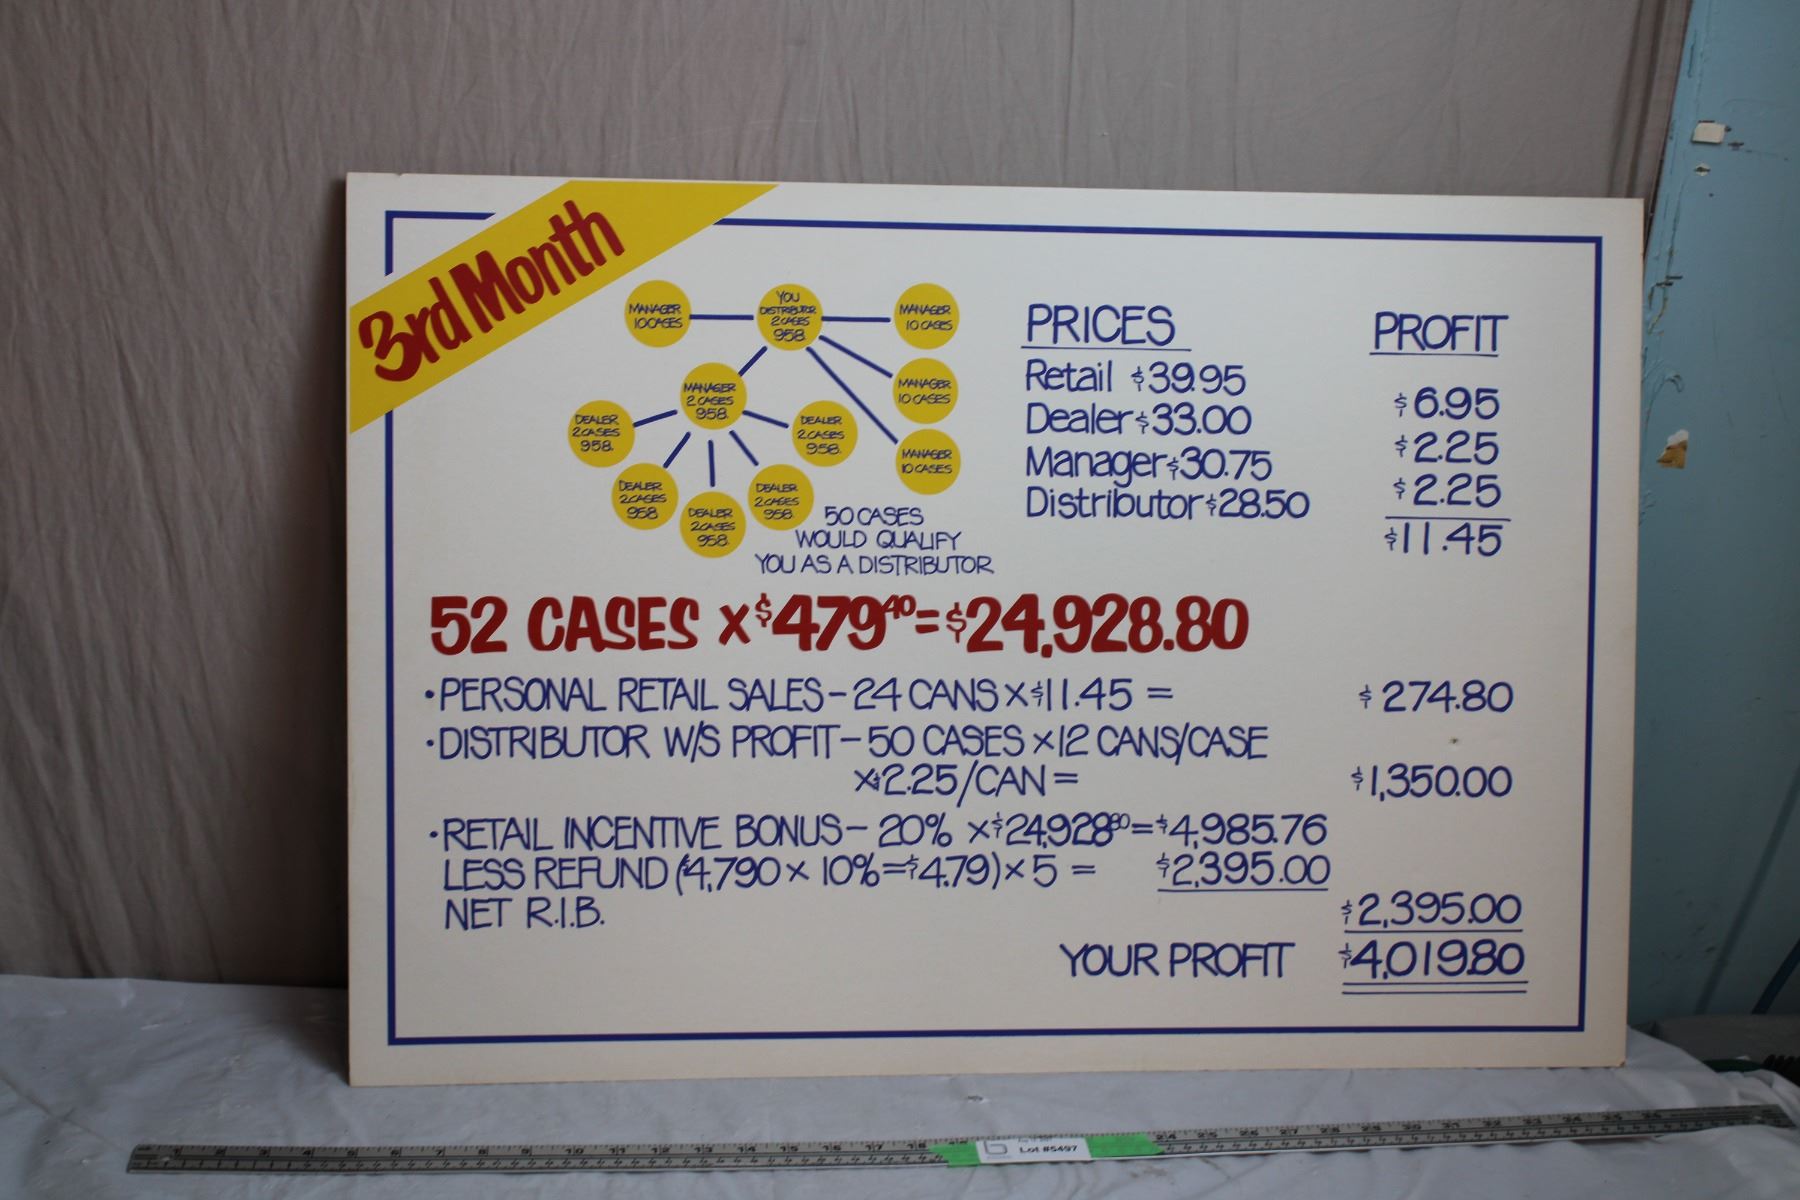 3rd Month
MANAGER
10 CASES
YOU
DISTRIBUTOR
2 CASES
958.
MANAGER
10 CASES
MANAGER
2 CASES
958.
MANAGER
10 CASES
DEALER
2 CASES
958.
DEALER
2 CASES
958.
MANAGER
10 CASES
DEALER
2 CASES
958
DEALER
2 CASES
958.
DEALER
2 CASES
958.
50 CASES
WOULD QUALIFY
YOU AS A DISTRIBUTOR
PRICES PROFIT
Retail $39.95
$6.95
Dealer $33.00
$2.25
Manager $30.75
$2.25
Distributor $28.50
$11.45
52 CASES x $479.40 = $24,928.80
• PERSONAL RETAIL SALES – 24 CANS x $11.45 = $274.80
• DISTRIBUTOR W/S PROFIT – 50 CASES x 12 CANS/CASE
x $2.25/CAN = $1,350.00
• RETAIL INCENTIVE BONUS – 20% x $24,928.80 = $4,985.76
LESS REFUND ($4,790 x 10% = $4.79) x 5 = $2,395.00
NET R.I.B. $2,395.00
YOUR PROFIT $4,019.80
Lot #5497